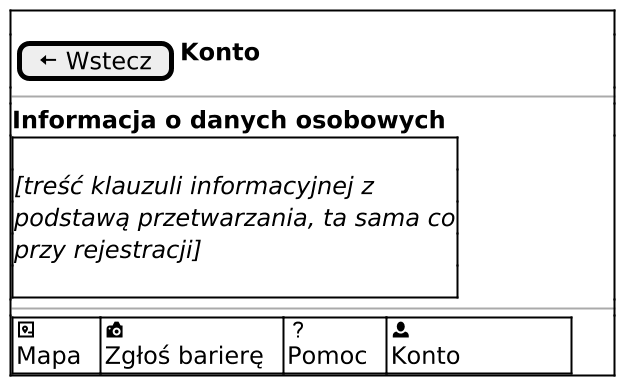 ← Wstecz Konto
Informacja o danych osobowych
[treść klauzuli informacyjnej z
podstawą przetwarzania, ta sama co
przy rejestracji]
?
Mapa Zgłoś barierę Pomoc Konto